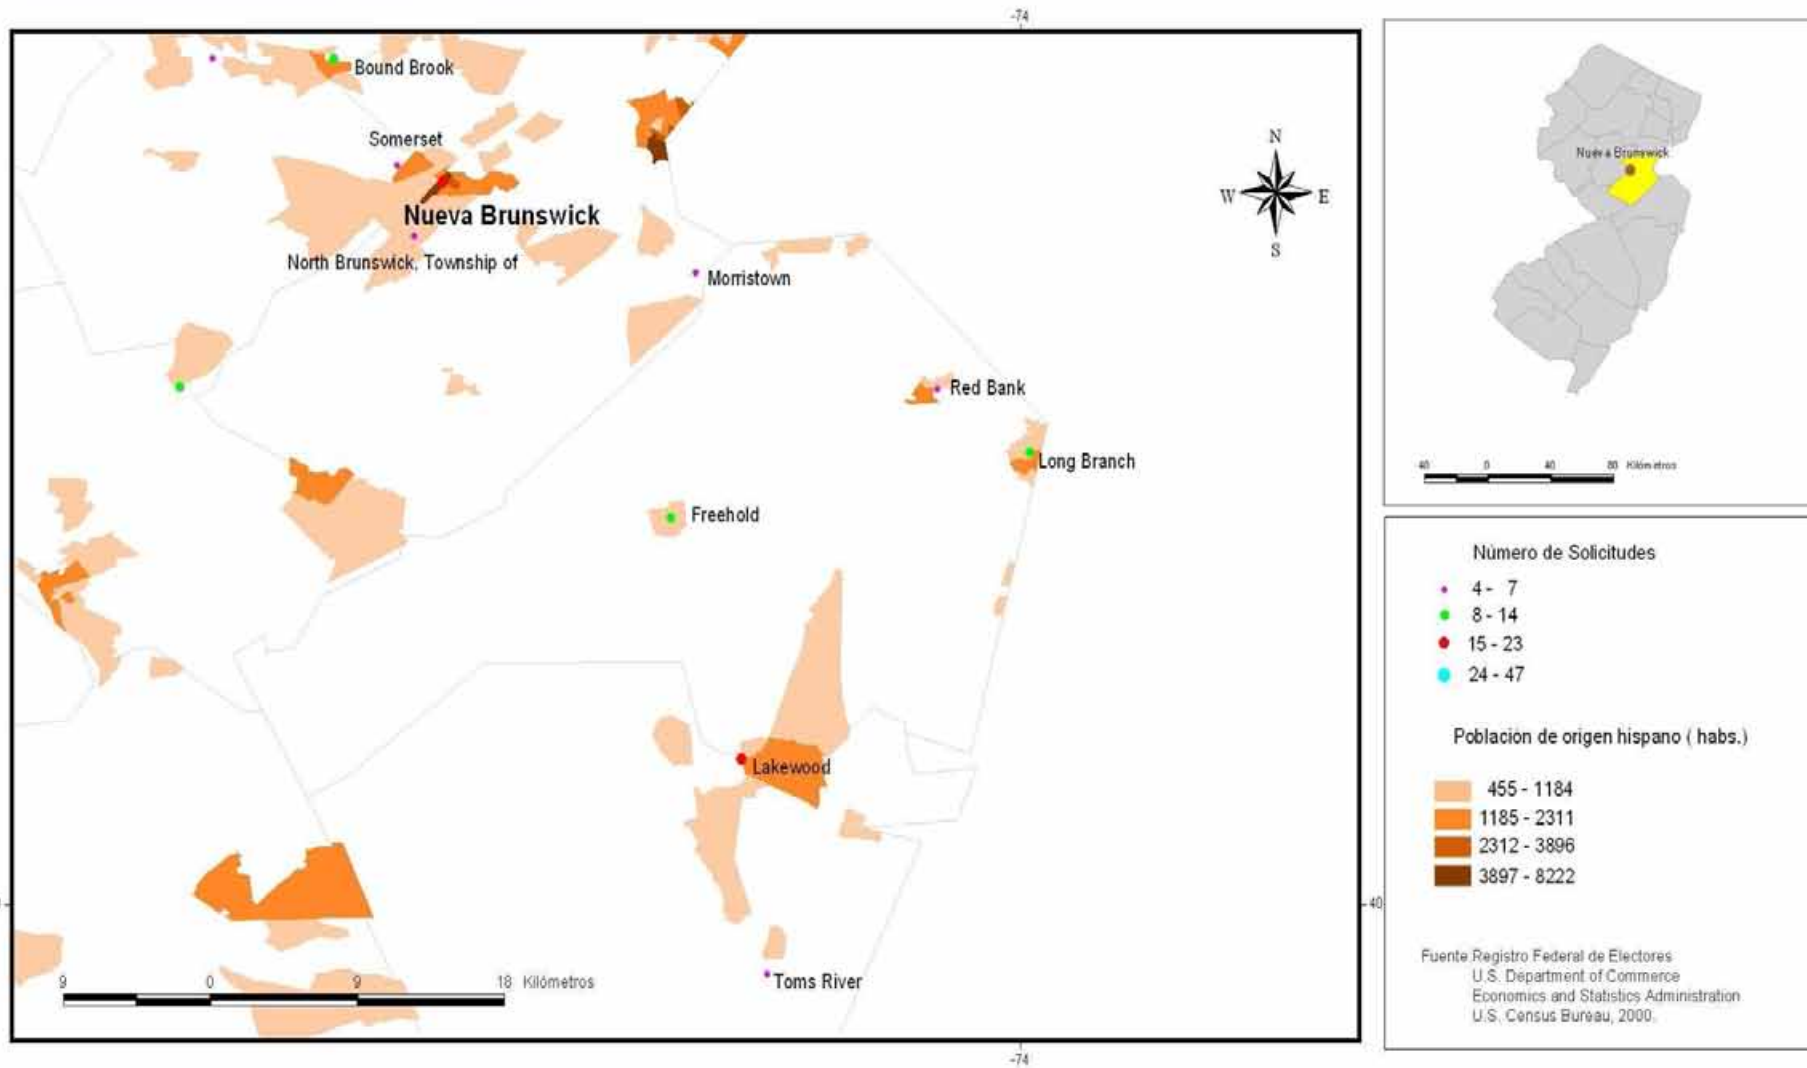 -74
Bound Brook
Somerset
Nueva Brunswick
North Brunswick, Township of
Morristown
N
W
E
S
Red Bank
Long Branch
Freehold
Lakewood
Toms River
9 0 9 18 Kilómetros
40
-74
Nueva Brunswick
40 0 40 80 Kilómetros
Número de Solicitudes
4 - 7
8 - 14
15 - 23
24 - 47
Población de origen hispano ( habs.)
455 - 1184
1185 - 2311
2312 - 3896
3897 - 8222
Fuente Registro Federal de Electores
U.S. Department of Commerce
Economics and Statistics Administration
U.S. Census Bureau, 2000.